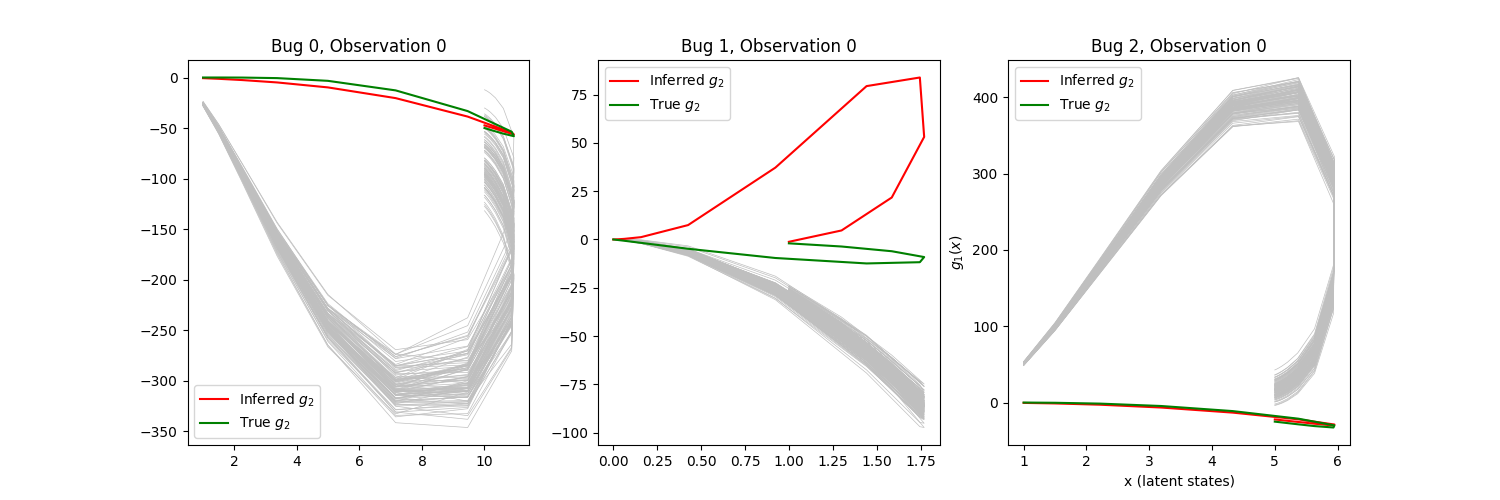 Bug 0, Observation 0
0
−50
−100
−150
−200
−250
−300
−350
Inferred g₂
True g₂
2 4 6 8 10
Bug 1, Observation 0
Inferred g₂
True g₂
75
50
25
0
−25
−50
−75
−100
0.00 0.25 0.50 0.75 1.00 1.25 1.50 1.75
Bug 2, Observation 0
Inferred g₂
True g₂
400
300
200
100
0
g₁(x)
1 2 3 4 5 6
x (latent states)